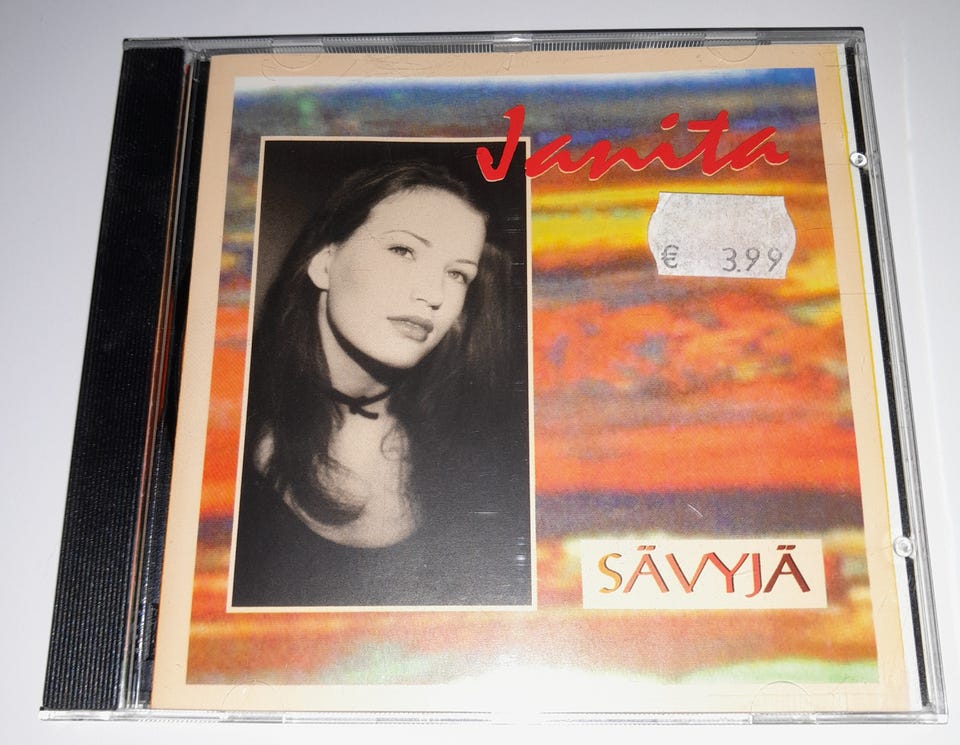 Janita
€ 3.99
SÄVYJÄ